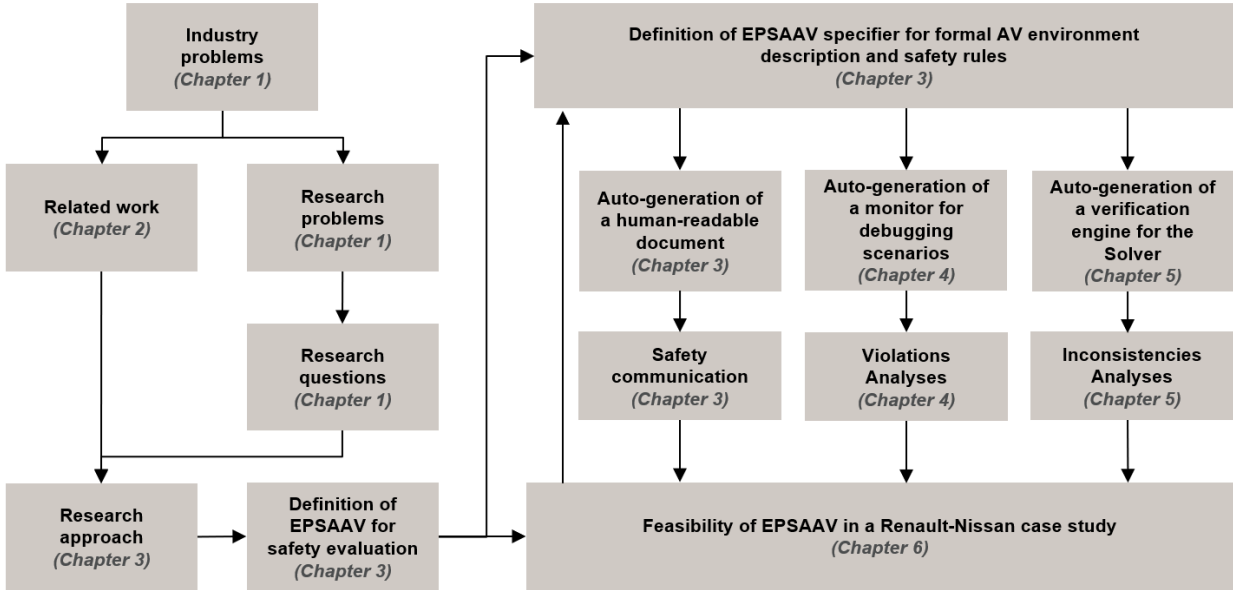 Industry
problems
(Chapter 1)
Related work
(Chapter 2)
Research
problems
(Chapter 1)
Research
questions
(Chapter 1)
Research
approach
(Chapter 3)
Definition of
EPSAAV for
safety evaluation
(Chapter 3)
Definition of EPSAAV specifier for formal AV environment
description and safety rules
(Chapter 3)
Auto-generation of
a human-readable
document
(Chapter 3)
Auto-generation of
a monitor for
debugging
scenarios
(Chapter 4)
Auto-generation of
a verification
engine for the
Solver
(Chapter 5)
Safety
communication
(Chapter 3)
Violations
Analyses
(Chapter 4)
Inconsistencies
Analyses
(Chapter 5)
Feasibility of EPSAAV in a Renault-Nissan case study
(Chapter 6)